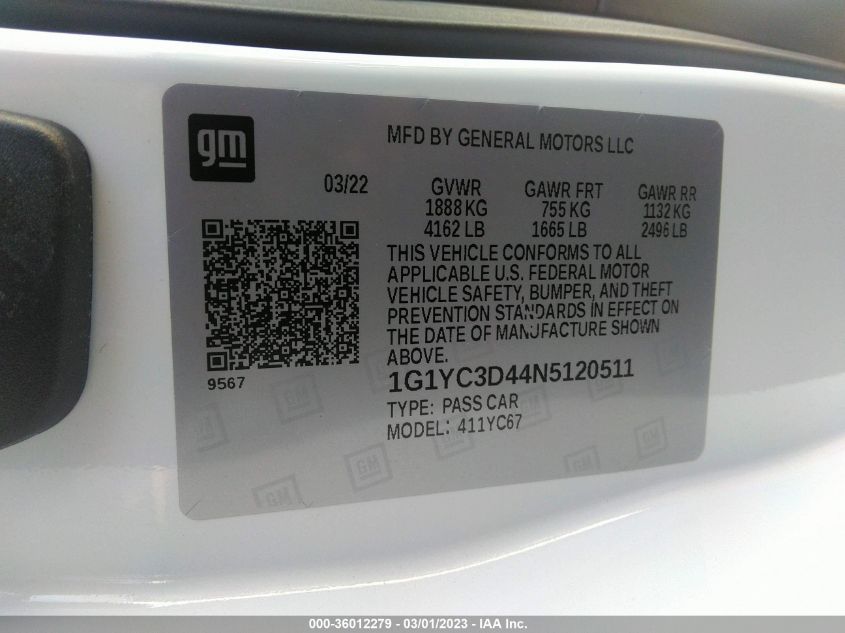 gm
MFD BY GENERAL MOTORS LLC
03/22
GVWR
1888 KG
4162 LB
GAWR FRT
755 KG
1665 LB
GAWR RR
1132 KG
2496 LB
THIS VEHICLE CONFORMS TO ALL
APPLICABLE U.S. FEDERAL MOTOR
VEHICLE SAFETY, BUMPER, AND THEFT
PREVENTION STANDARDS IN EFFECT ON
THE DATE OF MANUFACTURE SHOWN
ABOVE.
9567
1G1YC3D44N5120511
TYPE: PASS CAR
MODEL: 411YC67
GM
GM
GM
000-36012279 - 03/01/2023 - IAA Inc.